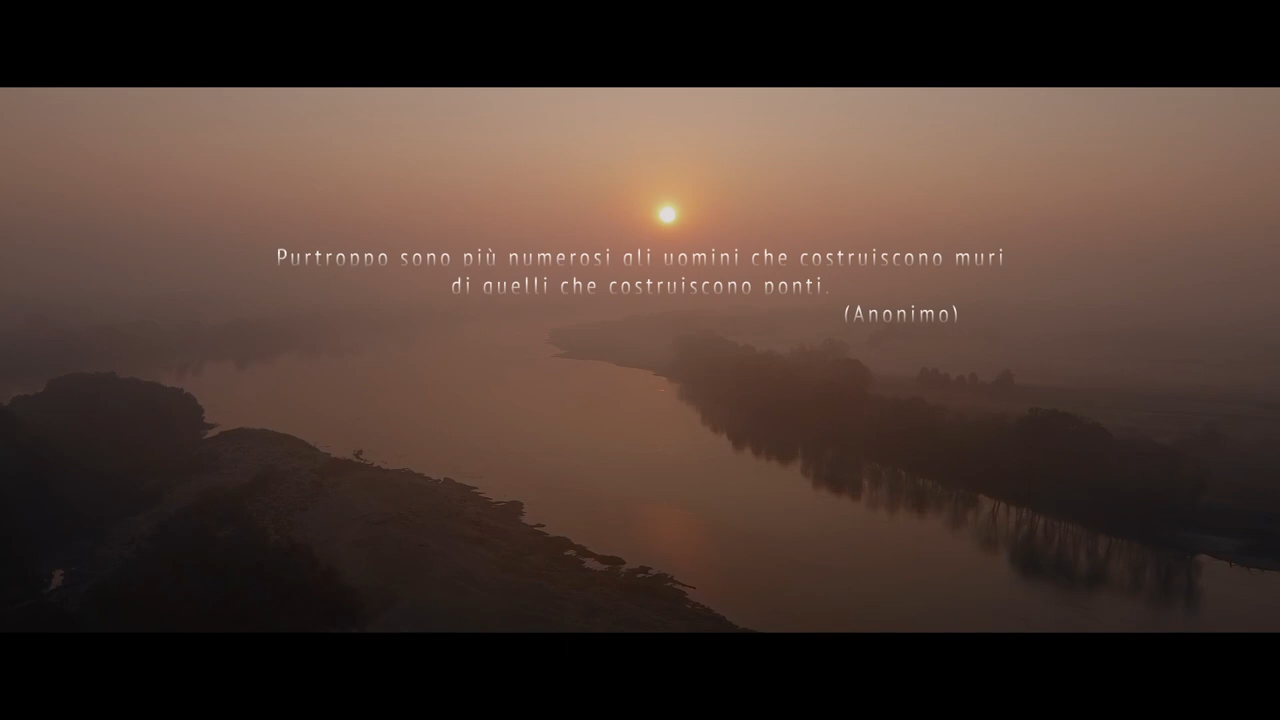 Purtroppo sono più numerosi gli uomini che costruiscono muri
di quelli che costruiscono ponti.
(Anonimo)